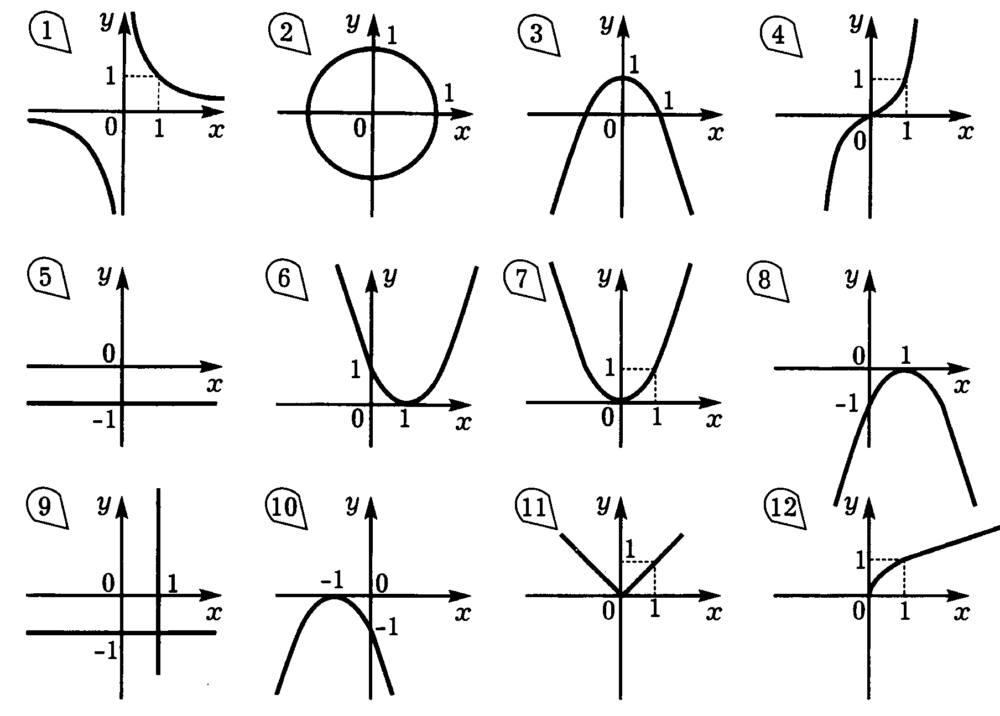 1 y 1 0 1 x
2 y 1 1 0 x
3 y 1 1 0 x
4 y 1 0 1 x
5 y 0 x -1
6 y 1 0 1 x
7 y 1 0 1 x
8 y 0 1 x -1
9 y 0 1 x -1
10 y -1 0 x -1
11 y 1 0 1 x
12 y 1 0 1 x